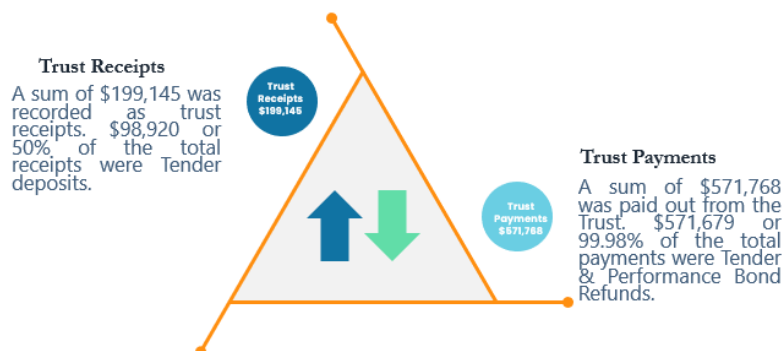 Trust Receipts
A sum of $199,145 was
recorded as trust
receipts. $98,920 or
50% of the total
receipts were Tender
deposits.
Trust
Receipts
$199,145
Trust
Payments
$571,768
Trust Payments
A sum of $571,768
was paid out from the
Trust. $571,679 or
99.98% of the total
payments were Tender
& Performance Bond
Refunds.